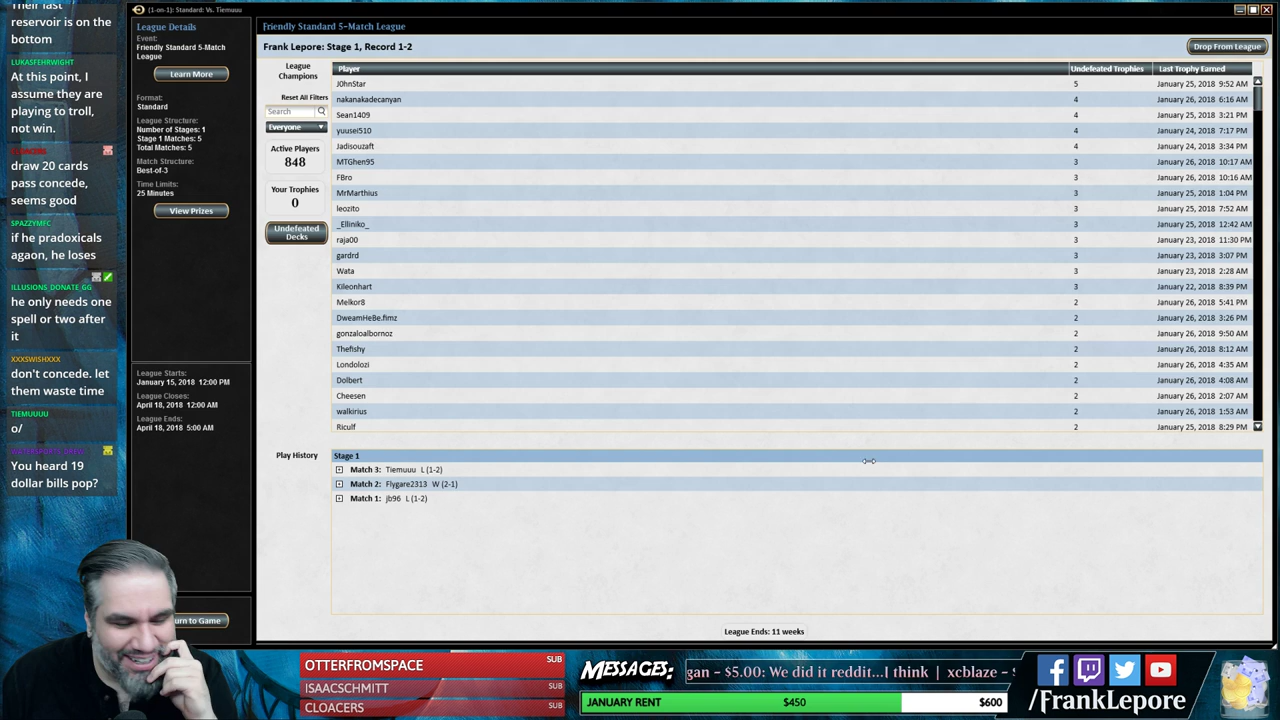 Their last
reservoir is on the
bottom
LUKASFEHRWIGHT
At this point, I
assume they are
playing to troll,
not win.
CLOACERS
draw 20 cards
pass concede,
seems good
SPAZZYMFC
if he pradoxicals
agaon, he loses
ILLUSIONS_DONATE_GG
he only needs one
spell or two after
it
XXXSWISHXXX
don't concede. let
them waste time
TIEMUUUU
o/
You heard 19
dollar bills pop?
(1-on-1): Standard: Vs. Tiemuuu
League Details
Event:
Friendly Standard 5-Match
League
Learn More
Format:
Standard
League Structure:
Number of Stages: 1
Stage 1 Matches: 5
Total Matches: 5
Match Structure:
Best-of-3
Time Limits:
25 Minutes
View Prizes
League Starts:
January 15, 2018 12:00 PM
League Closes:
April 18, 2018 12:00 AM
League Ends:
April 18, 2018 5:00 AM
urn to Game
Friendly Standard 5-Match League
Frank Lepore: Stage 1, Record 1-2
Drop From League
League
Champions
Reset All Filters
Search
Everyone
Active Players
848
Your Trophies
0
Undefeated
Decks
Player Undefeated Trophies Last Trophy Earned
J0hnStar 5 January 25, 2018 9:52 AM
nakanakadecanyan 4 January 26, 2018 6:16 AM
Sean1409 4 January 25, 2018 3:21 PM
yuusei510 4 January 24, 2018 7:17 PM
Jadisouzaft 4 January 24, 2018 3:34 PM
MTGhen95 3 January 26, 2018 10:17 AM
FBro 3 January 26, 2018 10:16 AM
MrMarthius 3 January 25, 2018 1:04 PM
leozito 3 January 25, 2018 7:52 AM
_Elliniko_ 3 January 25, 2018 12:42 AM
raja00 3 January 23, 2018 11:30 PM
gardrd 3 January 23, 2018 3:07 PM
Wata 3 January 23, 2018 2:28 AM
Kileonhart 3 January 22, 2018 8:39 PM
Melkor8 2 January 26, 2018 5:41 PM
DweamHeBe.fimz 2 January 26, 2018 3:26 PM
gonzaloalbornoz 2 January 26, 2018 9:50 AM
Thefishy 2 January 26, 2018 8:12 AM
Londolozi 2 January 26, 2018 4:35 AM
Dolbert 2 January 26, 2018 4:08 AM
Cheesen 2 January 26, 2018 2:07 AM
walkirius 2 January 26, 2018 1:53 AM
Riculf 2 January 25, 2018 8:29 PM
Play History
Stage 1
Match 3: Tiemuuu L (1-2)
Match 2: Flygare2313 W (2-1)
Match 1: jb96 L (1-2)
League Ends: 11 weeks
OTTERFROMSPACE SUB
ISAACSCHMITT SUB
CLOACERS SUB
MESSAGES: gan – $5.00: We did it reddit...I think | xcblaze –
JANUARY RENT $450 $600
/FrankLepore